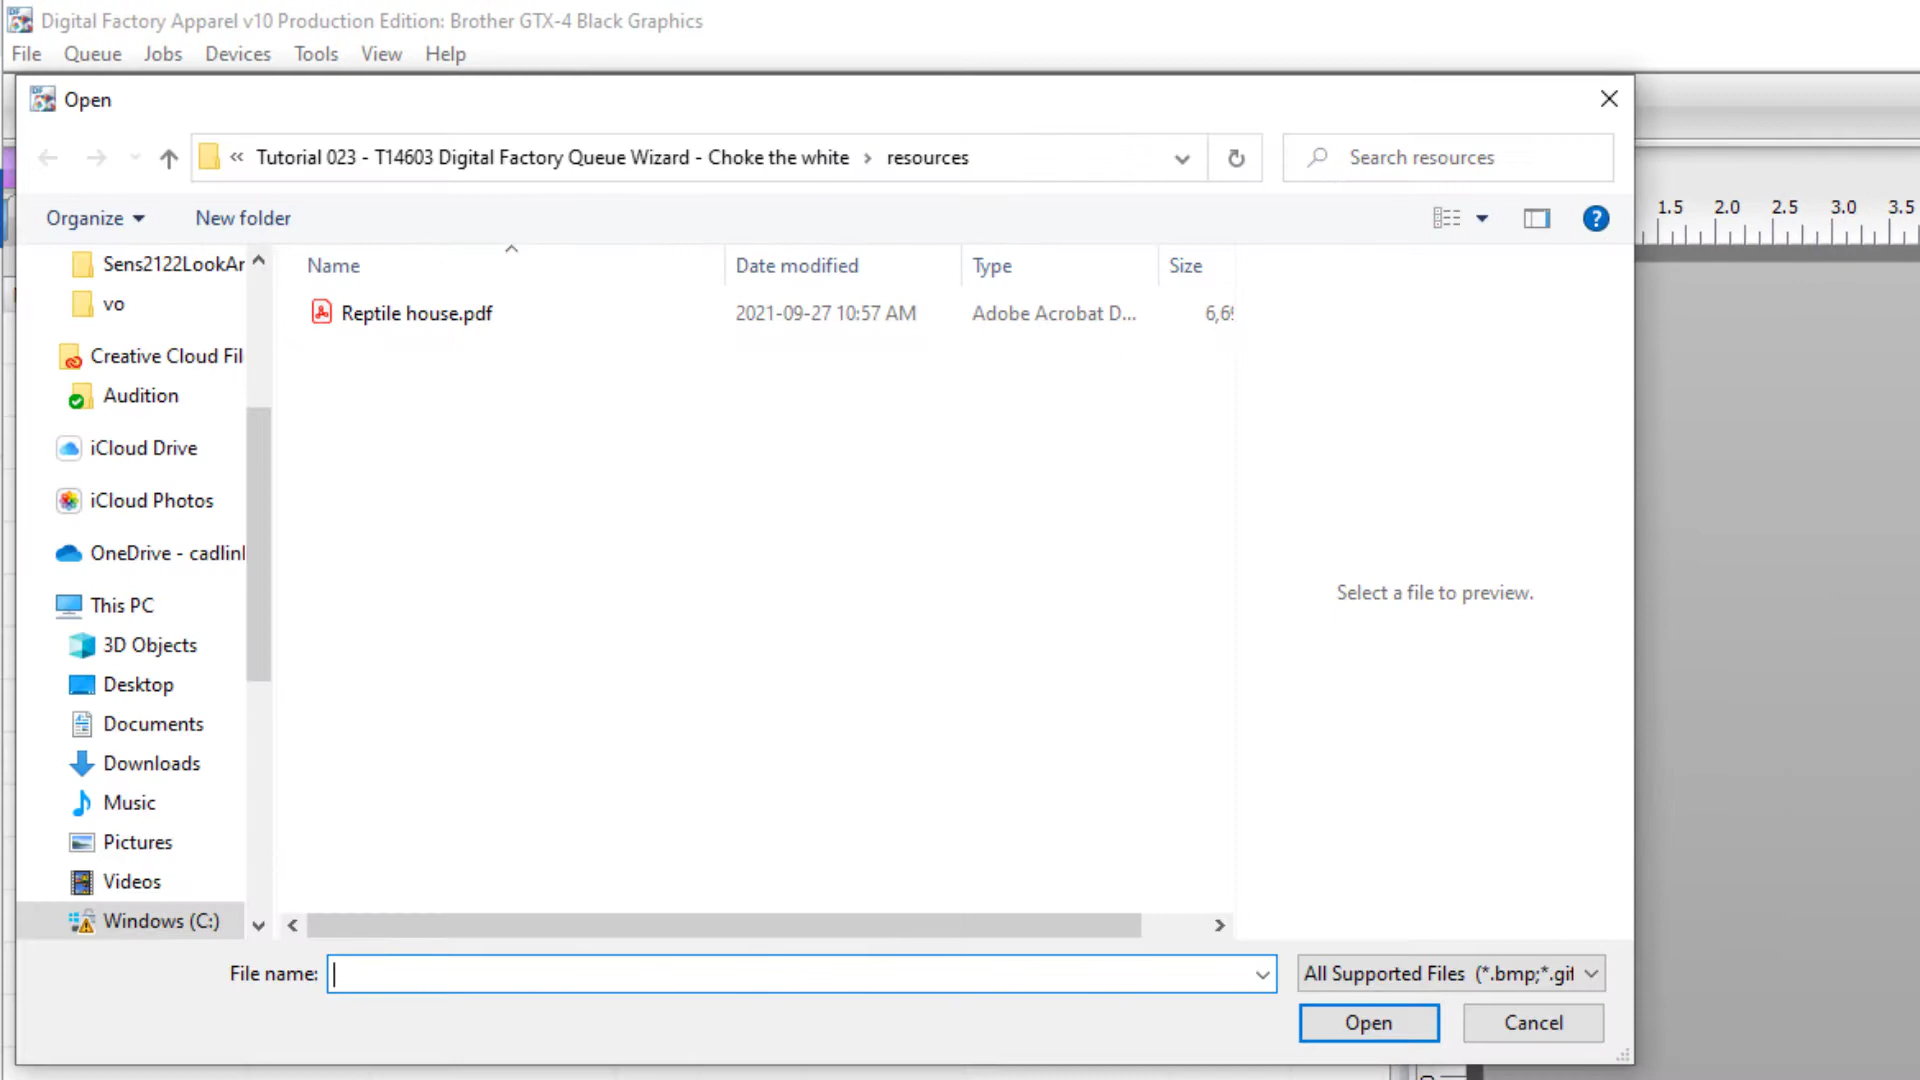 Digital Factory Apparel v10 Production Edition: Brother GTX-4 Black Graphics
File Queue Jobs Devices Tools View Help
Open
« Tutorial 023 - T14603 Digital Factory Queue Wizard - Choke the white › resources
Search resources
Organize New folder
1.5 2.0 2.5 3.0 3.5
Name Date modified Type Size
Reptile house.pdf 2021-09-27 10:57 AM Adobe Acrobat D... 6,69
Sens2122LookAr
vo
Creative Cloud Fil
Audition
iCloud Drive
iCloud Photos
OneDrive - cadlinl
This PC
3D Objects
Desktop
Documents
Downloads
Music
Pictures
Videos
Windows (C:)
Select a file to preview.
File name:
All Supported Files (*.bmp;*.gif
Open Cancel